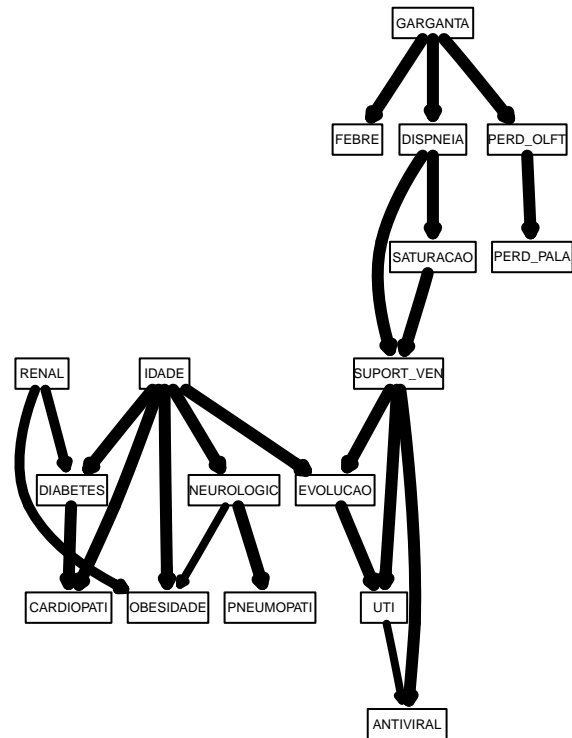 GARGANTA
FEBRE
DISPNEIA
PERD_OLFT
SATURACAO
PERD_PALA
RENAL
IDADE
SUPORT_VEN
DIABETES
NEUROLOGIC
EVOLUCAO
CARDIOPATI
OBESIDADE
PNEUMOPATI
UTI
ANTIVIRAL